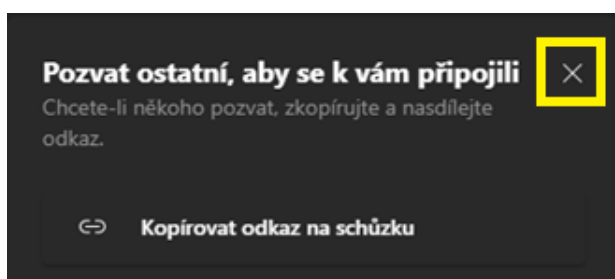 Pozvat ostatní, aby se k vám připojili
Chcete-li někoho pozvat, zkopírujte a nasdílejte
odkaz.
Kopírovat odkaz na schůzku